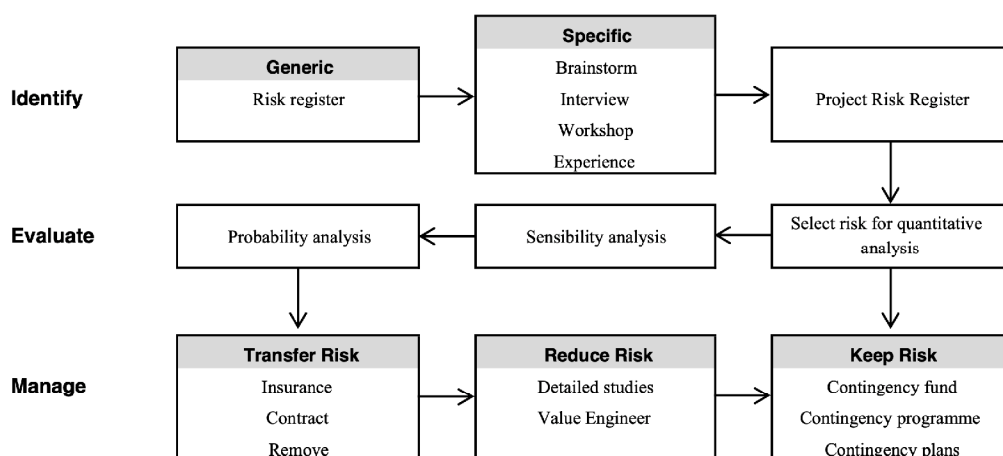 Identify
Generic
Risk register
Specific
Brainstorm
Interview
Workshop
Experience
Project Risk Register
Evaluate
Probability analysis
Sensibility analysis
Select risk for quantitative
analysis
Manage
Transfer Risk
Insurance
Contract
Remove
Reduce Risk
Detailed studies
Value Engineer
Keep Risk
Contingency fund
Contingency programme
Contingency plans